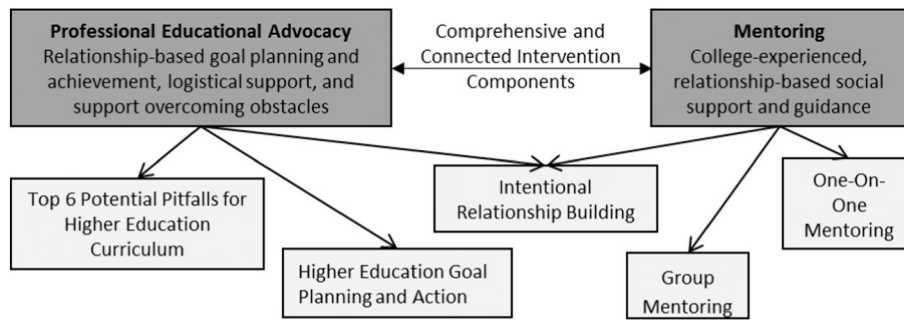 Professional Educational Advocacy
Relationship-based goal planning and
achievement, logistical support, and
support overcoming obstacles
Comprehensive and
Connected Intervention
Components
Mentoring
College-experienced,
relationship-based social
support and guidance
Top 6 Potential Pitfalls for
Higher Education
Curriculum
Higher Education Goal
Planning and Action
Intentional
Relationship Building
Group
Mentoring
One-On-
One
Mentoring